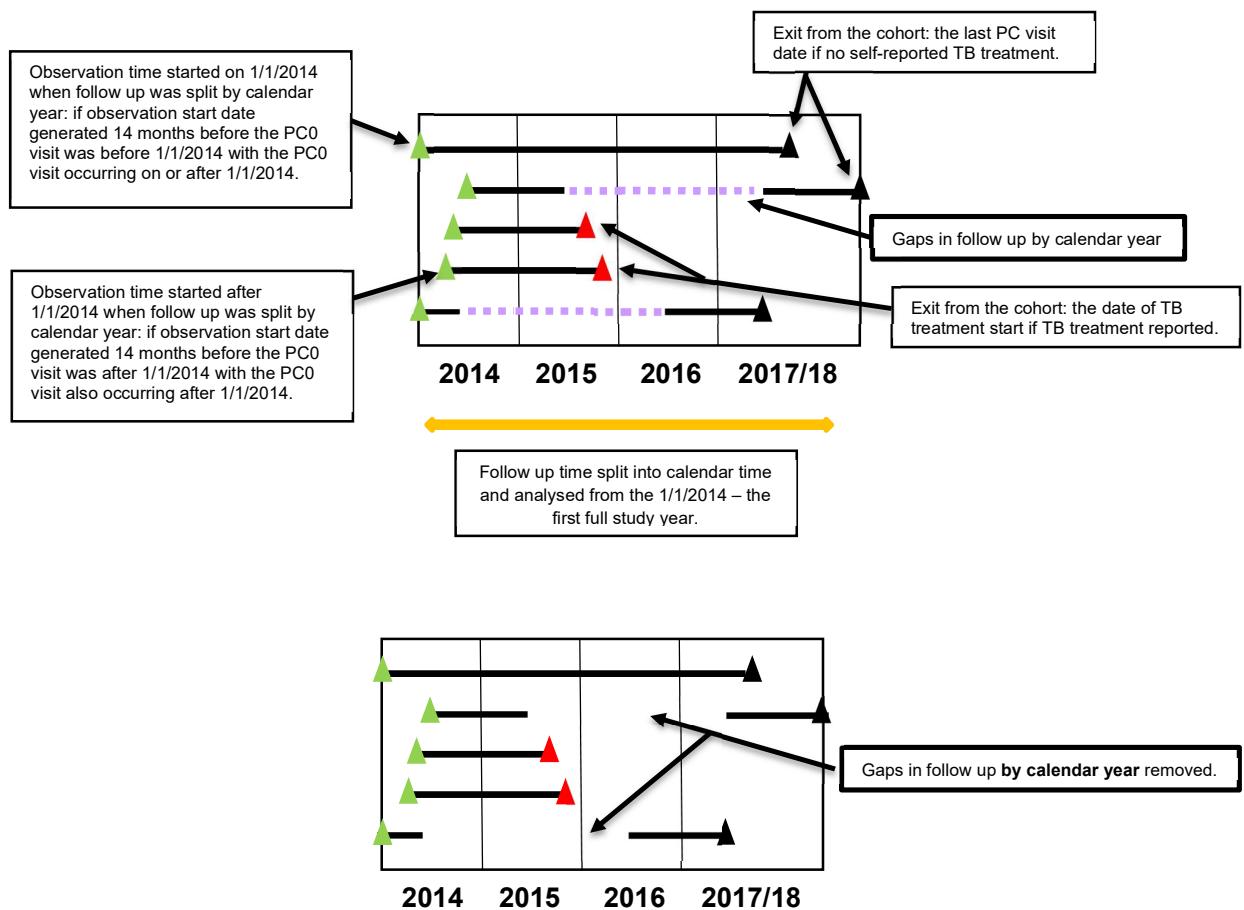 Observation time started on 1/1/2014
when follow up was split by calendar
year: if observation start date
generated 14 months before the PC0
visit was before 1/1/2014 with the PC0
visit occurring on or after 1/1/2014.
Exit from the cohort: the last PC visit
date if no self-reported TB treatment.
Gaps in follow up by calendar year
Observation time started after
1/1/2014 when follow up was split by
calendar year: if observation start date
generated 14 months before the PC0
visit was after 1/1/2014 with the PC0
visit also occurring after 1/1/2014.
Exit from the cohort: the date of TB
treatment start if TB treatment reported.
2014 2015 2016 2017/18
Follow up time split into calendar time
and analysed from the 1/1/2014 – the
first full study year.
Gaps in follow up by calendar year removed.
2014 2015 2016 2017/18